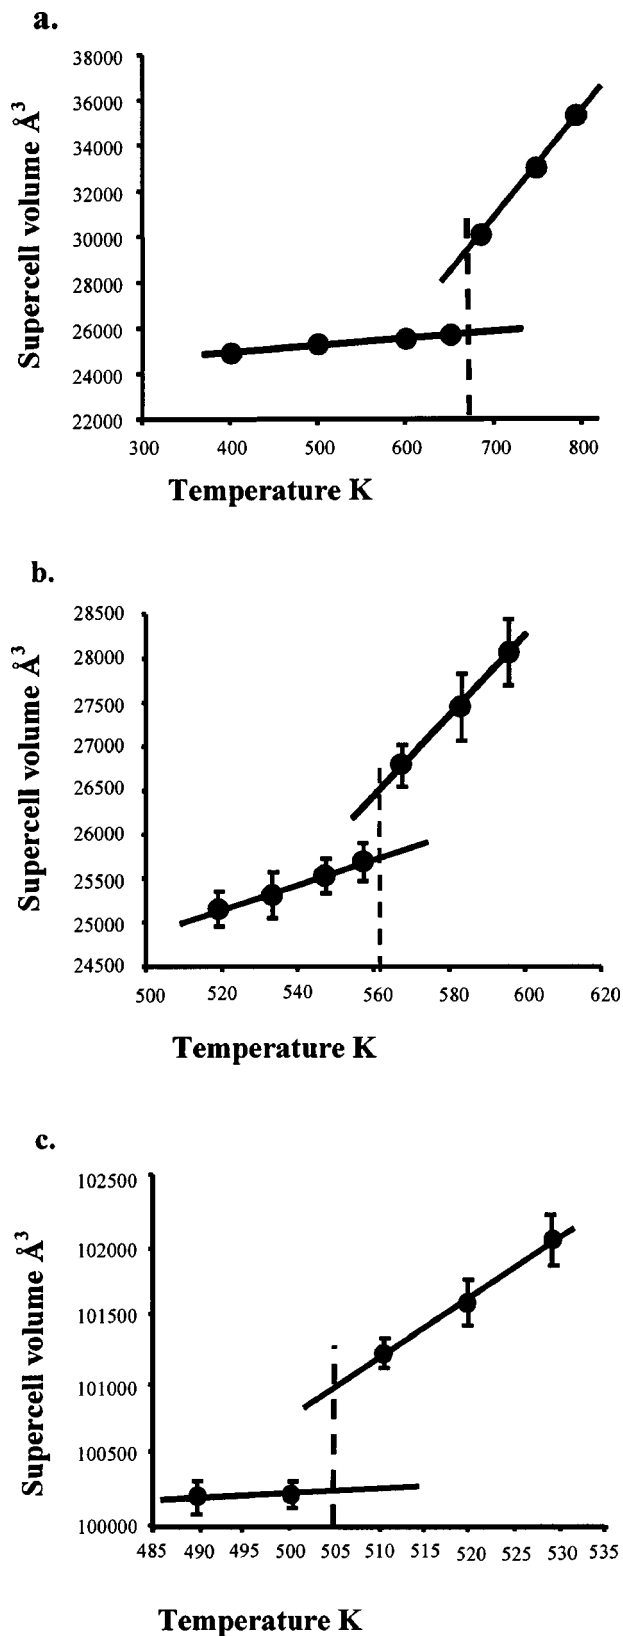 a.
Supercell volume Å³
38000
36000
34000
32000
30000
28000
26000
24000
22000
300 400 500 600 700 800
Temperature K
b.
Supercell volume Å³
28500
28000
27500
27000
26500
26000
25500
25000
24500
500 520 540 560 580 600 620
Temperature K
c.
Supercell volume Å³
102500
102000
101500
101000
100500
100000
485 490 495 500 505 510 515 520 525 530 535
Temperature K